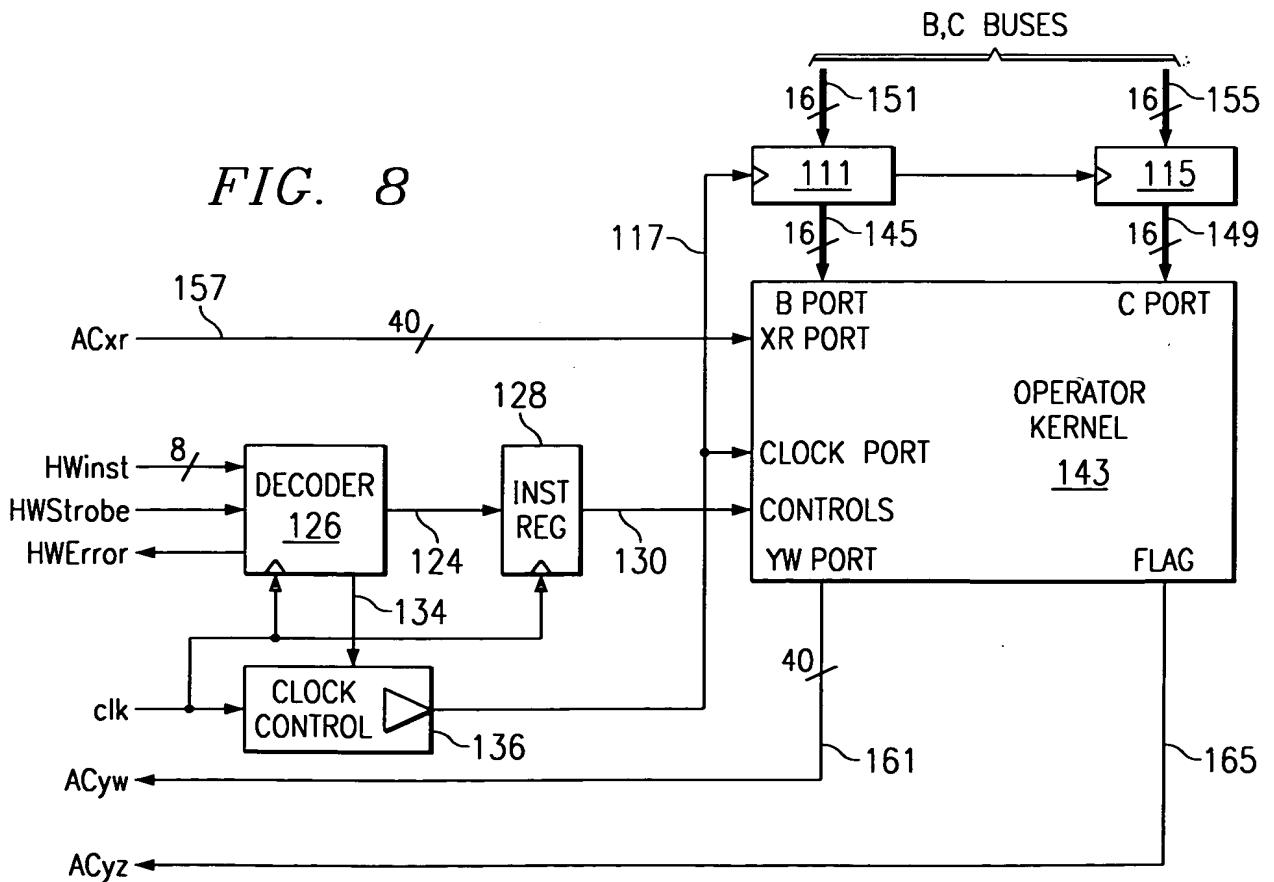 B,C BUSES
16 151 16 155
FIG. 8
111 115
117 16 145 16 149
157
ACxr 40
B PORT C PORT
XR PORT
128
OPERATOR
KERNEL
143
HWinst 8
DECODER
126
HWStrobe
HWError
INST
REG
124 130
CLOCK PORT
CONTROLS
YW PORT FLAG
134
clk
CLOCK
CONTROL
136
40
ACyw 161 165
ACyz